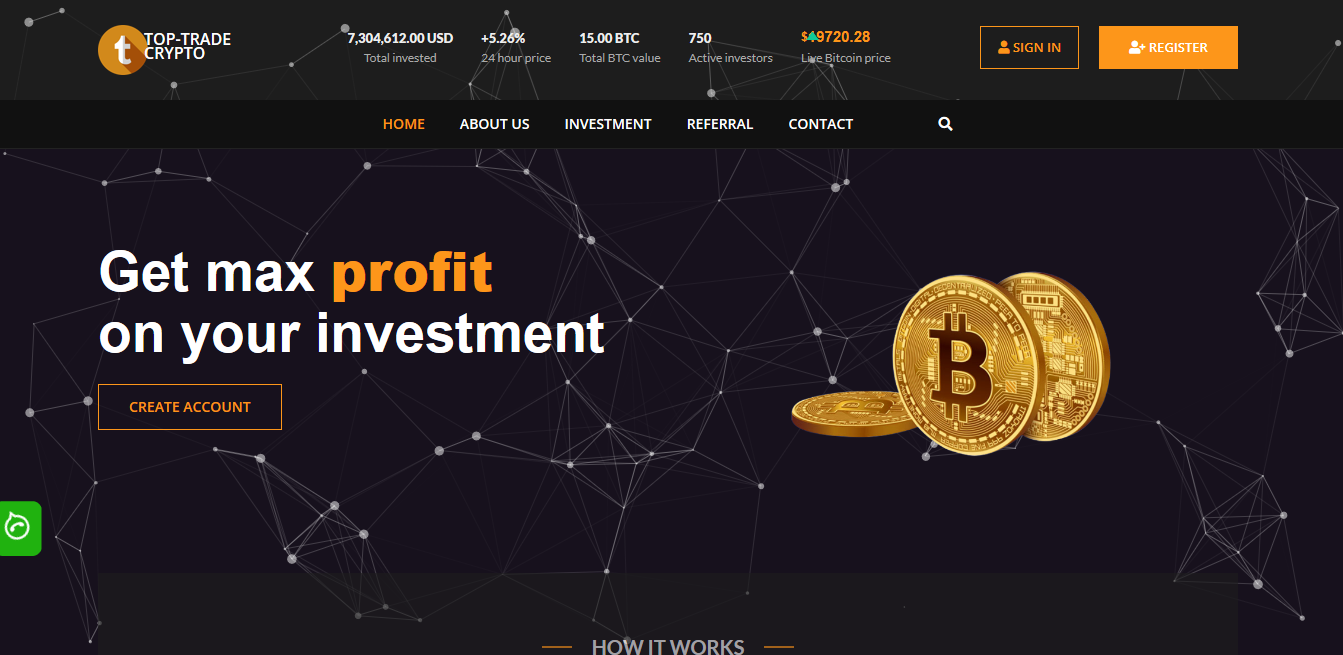 TOP-TRADE
CRYPTO
7,304,612.00 USD
Total invested
+5.26%
24 hour price
15.00 BTC
Total BTC value
750
Active investors
Live Bitcoin price
SIGN IN
REGISTER
HOME
ABOUT US
INVESTMENT
REFERRAL
CONTACT
Get max profit
on your investment
CREATE ACCOUNT
HOW IT WORKS